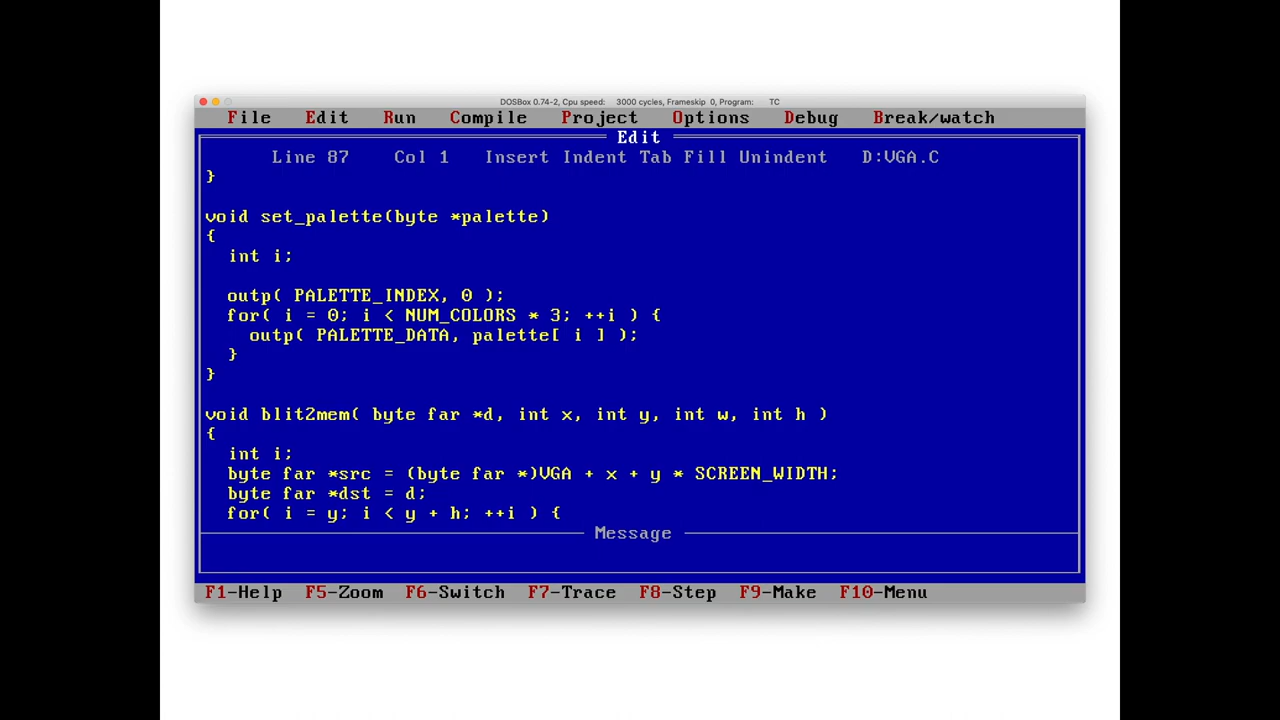 DOSBox 0.74-2, Cpu speed: 3000 cycles, Frameskip 0, Program: TC
File Edit Run Compile Project Options Debug Break/watch
Edit
Line 87 Col 1 Insert Indent Tab Fill Unindent D:VGA.C
}
void set_palette(byte *palette)
{
int i;
outp( PALETTE_INDEX, 0 );
for( i = 0; i < NUM_COLORS * 3; ++i ) {
outp( PALETTE_DATA, palette[ i ] );
}
}
void blit2mem( byte far *d, int x, int y, int w, int h )
{
int i;
byte far *src = (byte far *)VGA + x + y * SCREEN_WIDTH;
byte far *dst = d;
for( i = y; i < y + h; ++i ) {
Message
F1-Help F5-Zoom F6-Switch F7-Trace F8-Step F9-Make F10-Menu